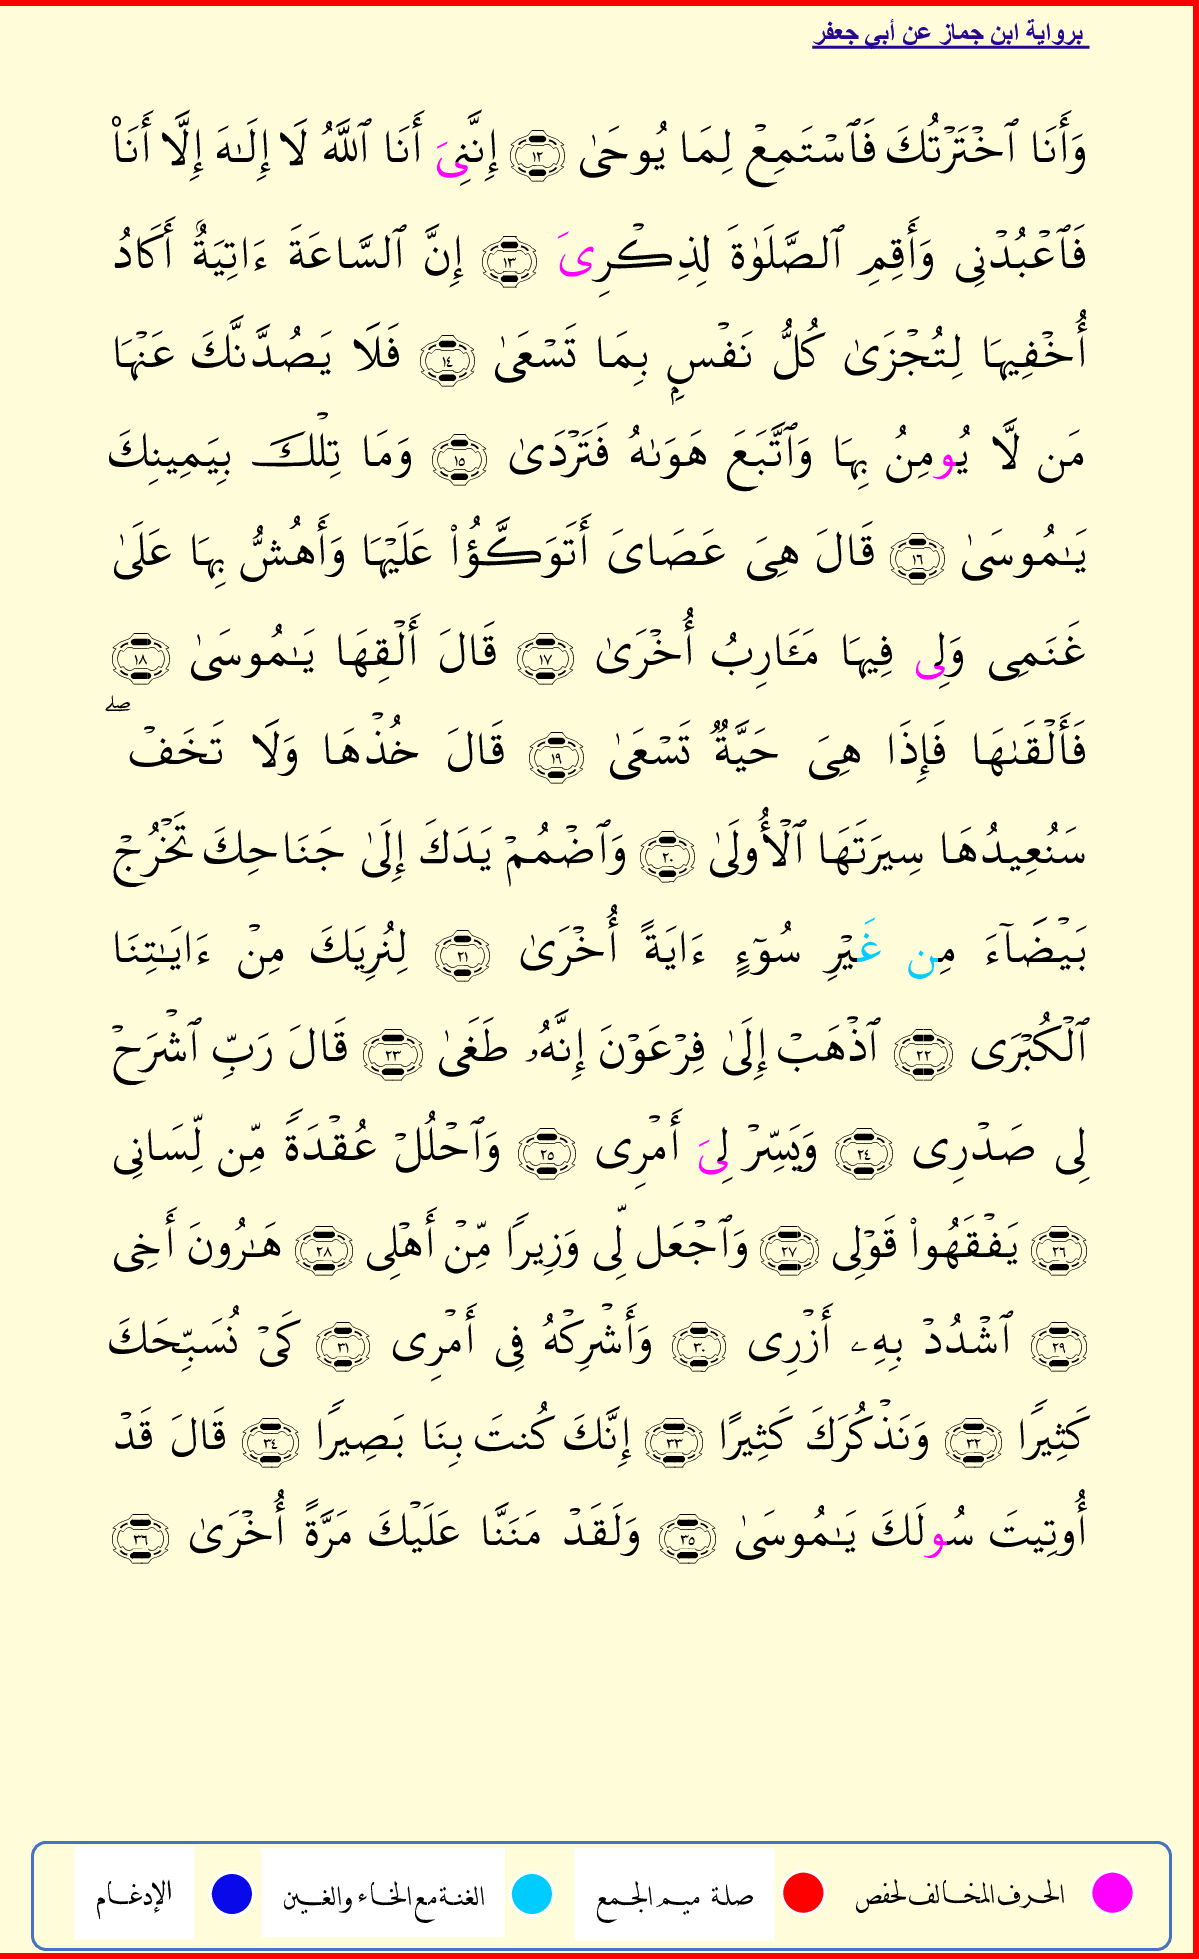 برواية ابن جماز عن أبي جعفر
وَأَنَا ٱخْتَرْتُكَ فَٱسْتَمِعْ لِمَا يُوحَىٰ ١٢ إِنَّنِىَ أَنَا ٱللَّهُ لَا إِلَٰهَ إِلَّا أَنَا۠
فَٱعْبُدْنِى وَأَقِمِ ٱلصَّلَوٰةَ لِذِكْرِىَ ١٣ إِنَّ ٱلسَّاعَةَ ءَاتِيَةٌ أَكَادُ
أُخْفِيهَا لِتُجْزَىٰ كُلُّ نَفْسٍۭ بِمَا تَسْعَىٰ ١٤ فَلَا يَصُدَّنَّكَ عَنْهَا
مَن لَّا يُومِنُ بِهَا وَٱتَّبَعَ هَوَىٰهُ فَتَرْدَىٰ ١٥ وَمَا تِلْكَ بِيَمِينِكَ
يَٰمُوسَىٰ ١٦ قَالَ هِىَ عَصَاىَ أَتَوَكَّؤُا۟ عَلَيْهَا وَأَهُشُّ بِهَا عَلَىٰ
غَنَمِى وَلِى فِيهَا مَـَٔارِبُ أُخْرَىٰ ١٧ قَالَ أَلْقِهَا يَٰمُوسَىٰ ١٨
فَأَلْقَىٰهَا فَإِذَا هِىَ حَيَّةٌ تَسْعَىٰ ١٩ قَالَ خُذْهَا وَلَا تَخَفْ ۖ
سَنُعِيدُهَا سِيرَتَهَا ٱلْأُولَىٰ ٢٠ وَٱضْمُمْ يَدَكَ إِلَىٰ جَنَاحِكَ تَخْرُجْ
بَيْضَآءَ مِن غَيْرِ سُوٓءٍ ءَايَةً أُخْرَىٰ ٢١ لِنُرِيَكَ مِنْ ءَايَٰتِنَا
ٱلْكُبْرَى ٢٢ ٱذْهَبْ إِلَىٰ فِرْعَوْنَ إِنَّهُۥ طَغَىٰ ٢٣ قَالَ رَبِّ ٱشْرَحْ
لِى صَدْرِى ٢٤ وَيَسِّرْ لِىَ أَمْرِى ٢٥ وَٱحْلُلْ عُقْدَةً مِّن لِّسَانِى
٢٦ يَفْقَهُوا۟ قَوْلِى ٢٧ وَٱجْعَل لِّى وَزِيرًا مِّنْ أَهْلِى ٢٨ هَٰرُونَ أَخِى
٢٩ ٱشْدُدْ بِهِۦ أَزْرِى ٣٠ وَأَشْرِكْهُ فِى أَمْرِى ٣١ كَىْ نُسَبِّحَكَ
كَثِيرًا ٣٢ وَنَذْكُرَكَ كَثِيرًا ٣٣ إِنَّكَ كُنتَ بِنَا بَصِيرًا ٣٤ قَالَ قَدْ
أُوتِيتَ سُولَكَ يَٰمُوسَىٰ ٣٥ وَلَقَدْ مَنَنَّا عَلَيْكَ مَرَّةً أُخْرَىٰ ٣٦
الحرف المخالف لحفص صلة ميم الجمع الغنة مع الخاء والغين الإدغام